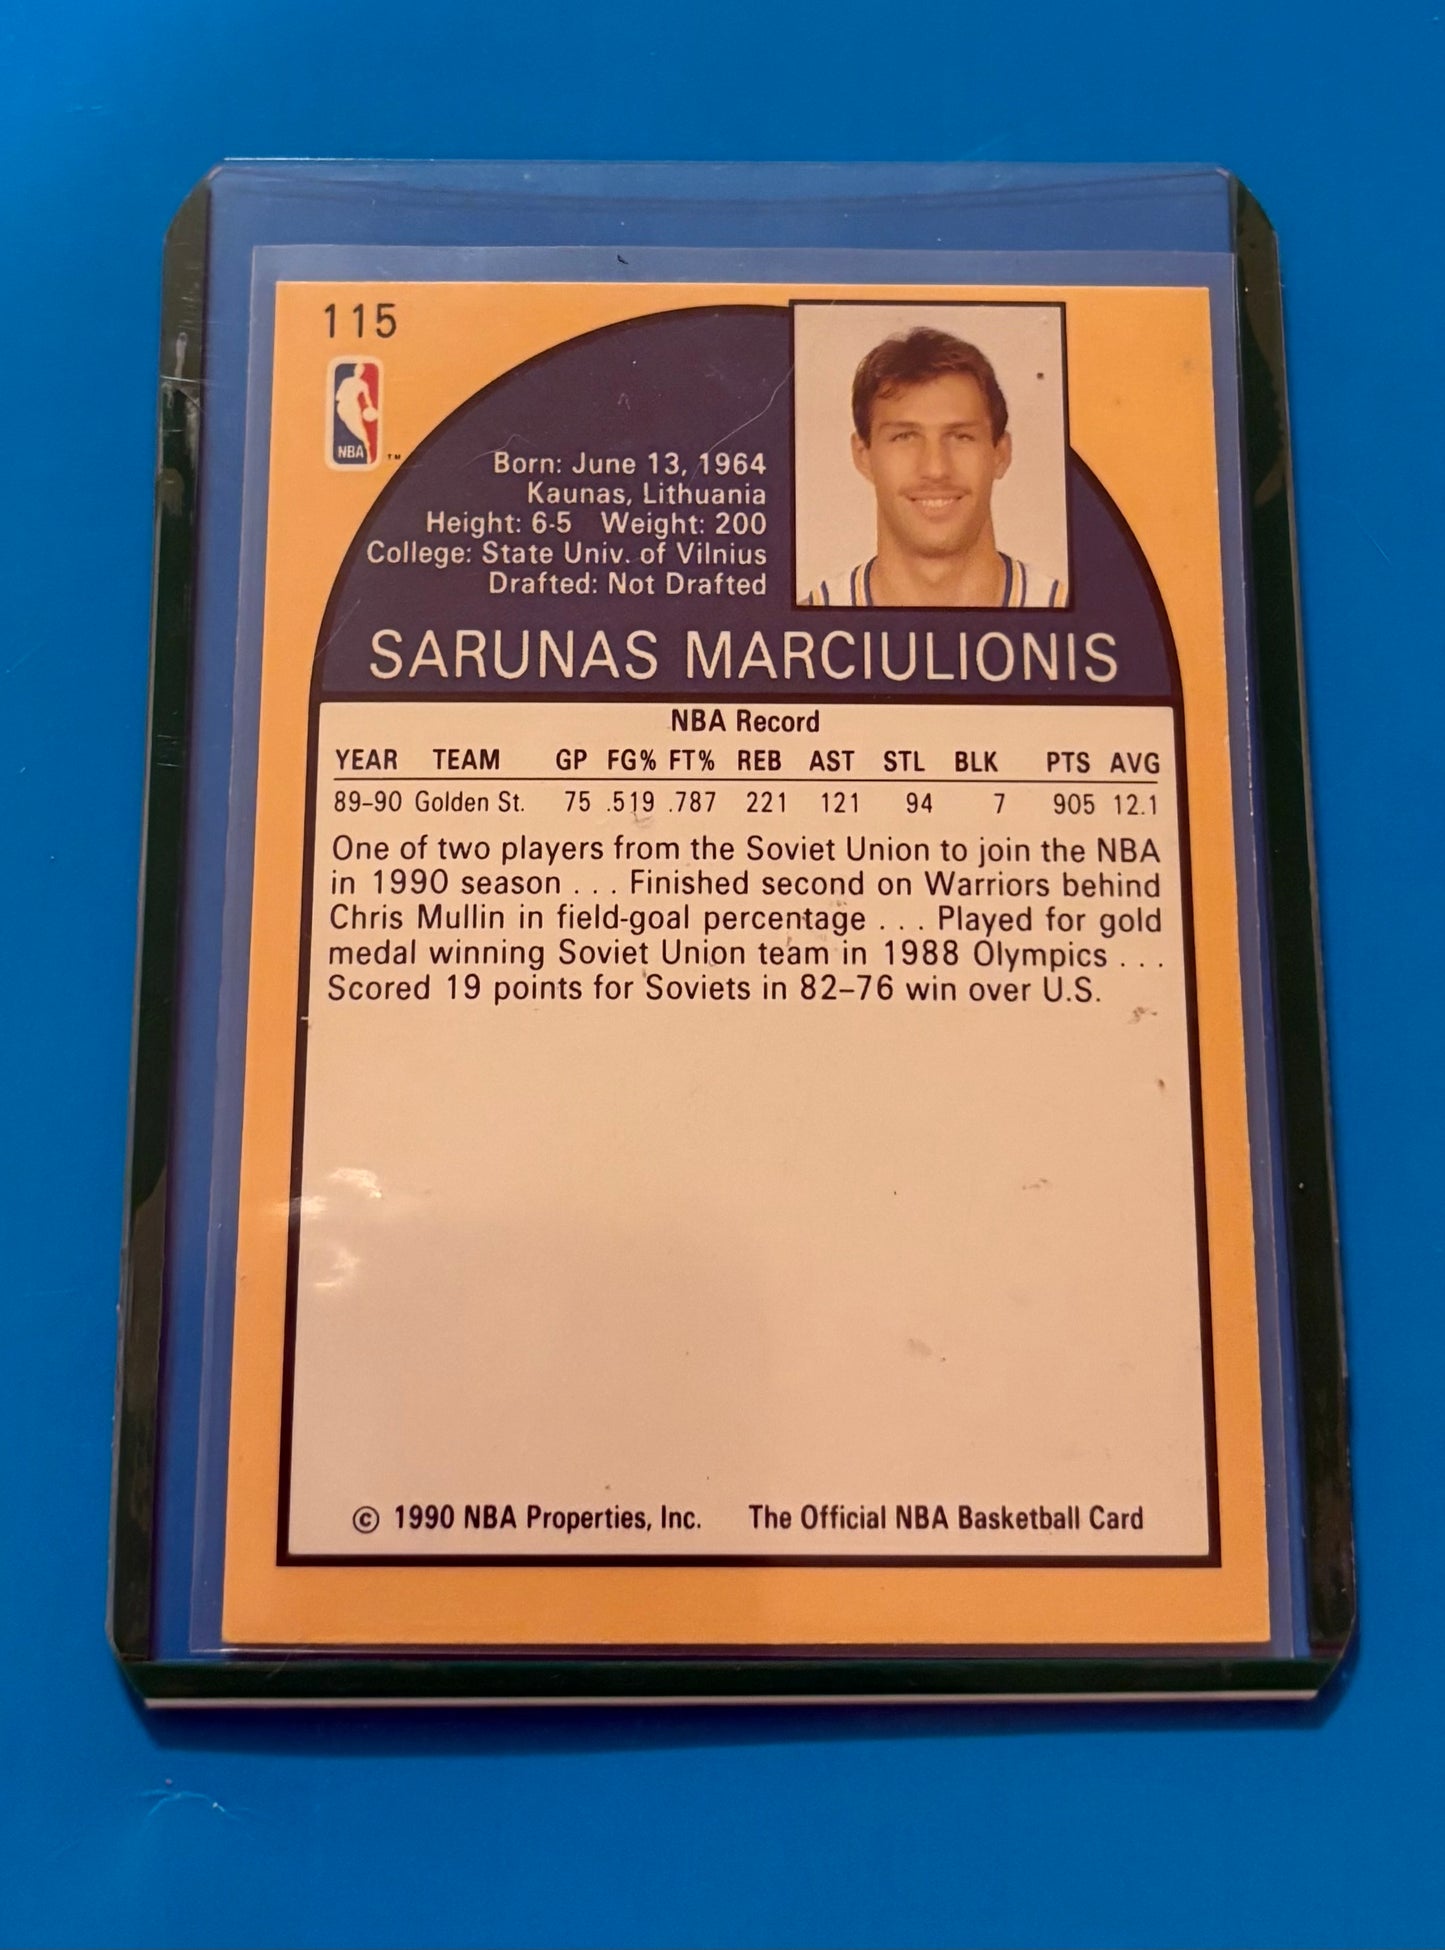 115
NBA
TM
Born: June 13, 1964
Kaunas, Lithuania
Height: 6-5 Weight: 200
College: State Univ. of Vilnius
Drafted: Not Drafted
SARUNAS MARCIULIONIS
NBA Record
YEAR TEAM GP FG% FT% REB AST STL BLK PTS AVG
89–90 Golden St. 75 .519 .787 221 121 94 7 905 12.1
One of two players from the Soviet Union to join the NBA
in 1990 season . . . Finished second on Warriors behind
Chris Mullin in field-goal percentage . . . Played for gold
medal winning Soviet Union team in 1988 Olympics . . .
Scored 19 points for Soviets in 82–76 win over U.S.
© 1990 NBA Properties, Inc. The Official NBA Basketball Card